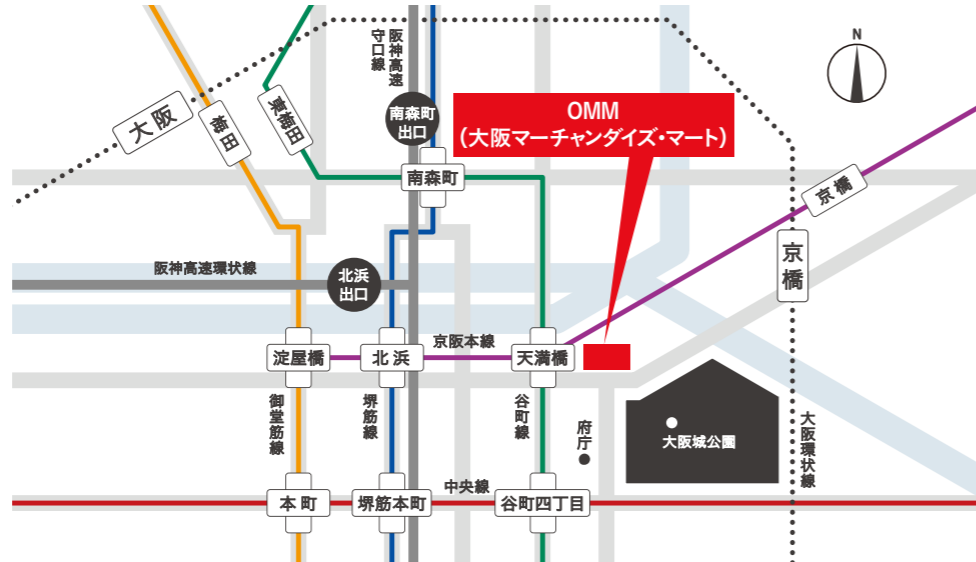 阪神高速
守口線
N
大阪
梅田
東梅田
南森町
出口
OMM
(大阪マーチャンダイズ・マート)
南森町
京橋
京橋
阪神高速環状線
北浜
出口
京阪本線
淀屋橋
北浜
天満橋
御堂筋線
堺筋線
谷町線
府庁
大阪城公園
大阪環状線
中央線
本町
堺筋本町
谷町四丁目